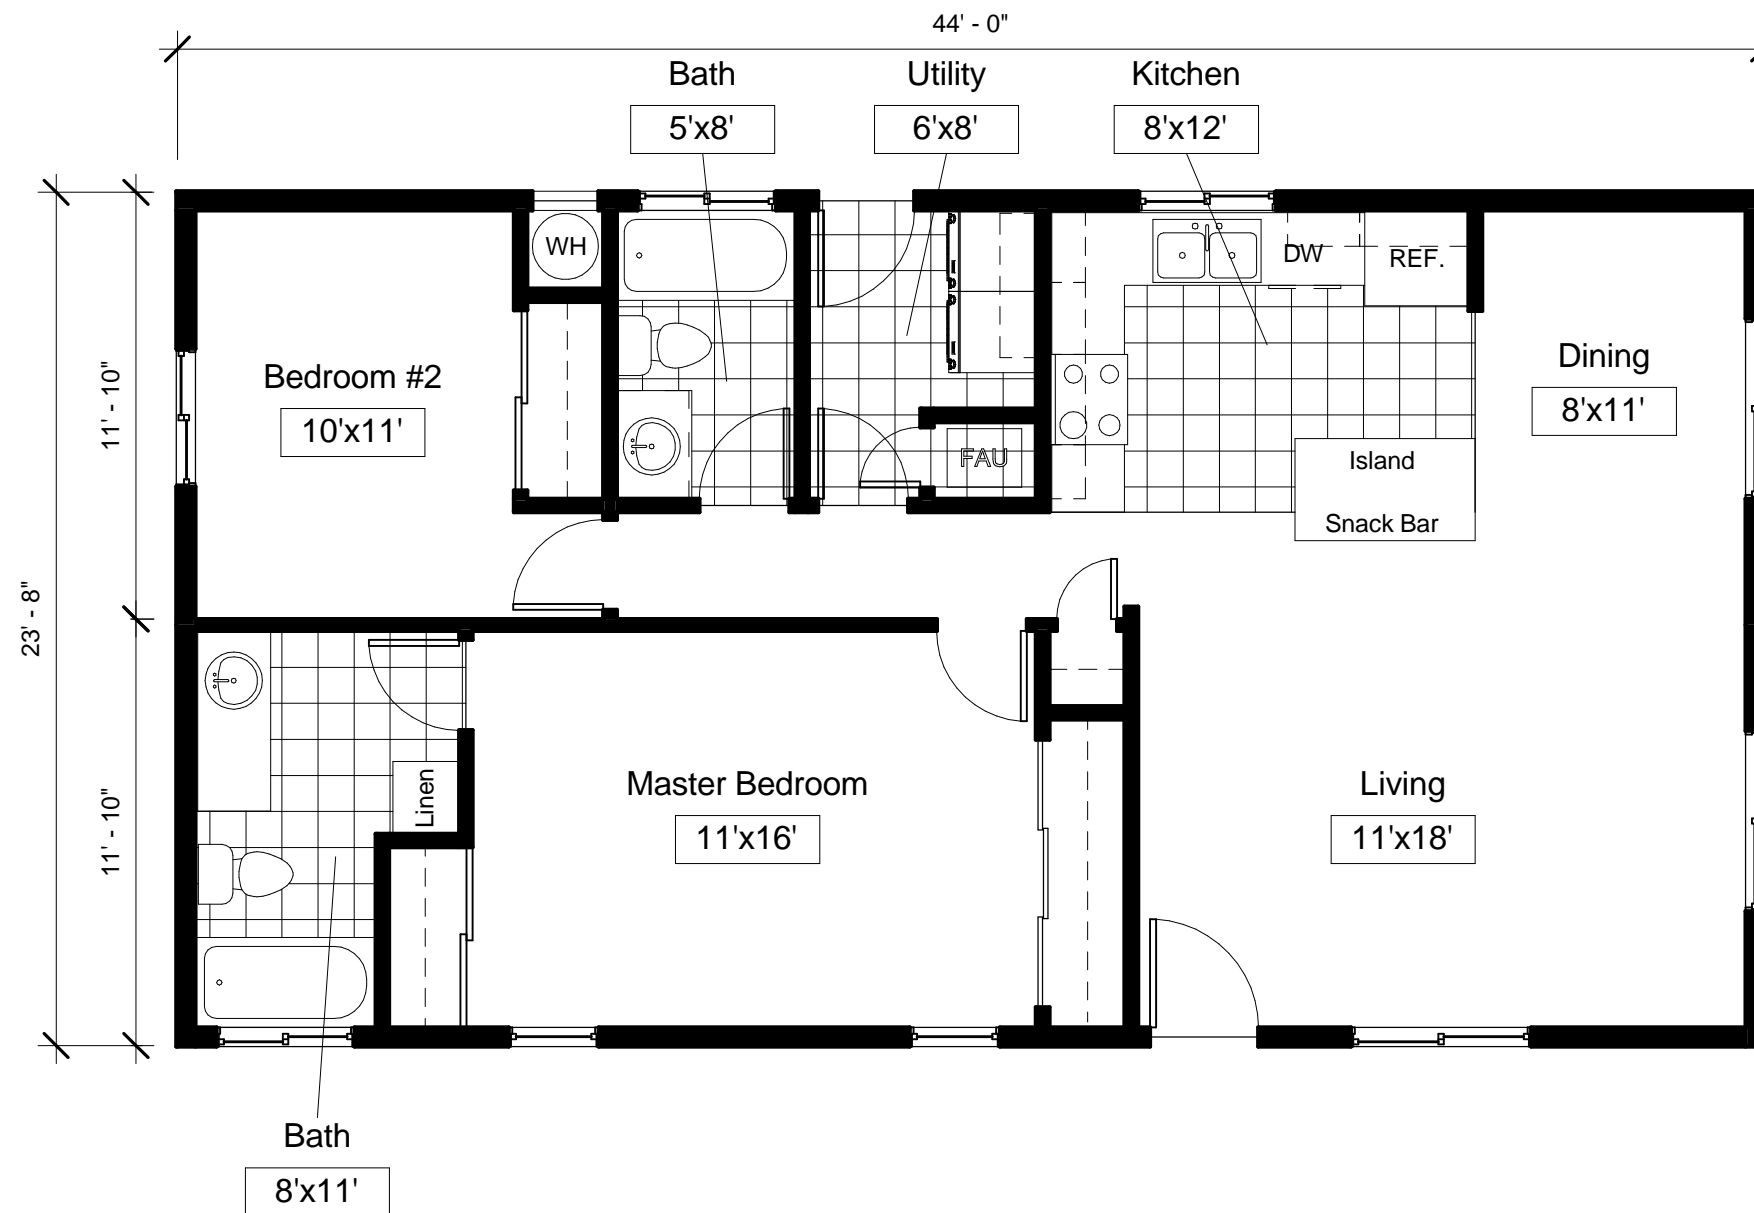 44' - 0"
Bath
5'x8'
Utility
6'x8'
Kitchen
8'x12'
WH
DW
REF.
Bedroom #2
10'x11'
Dining
8'x11'
11' - 10"
FAU
Island
Snack Bar
23' - 8"
Master Bedroom
11'x16'
Living
11'x18'
Linen
11' - 10"
Bath
8'x11'